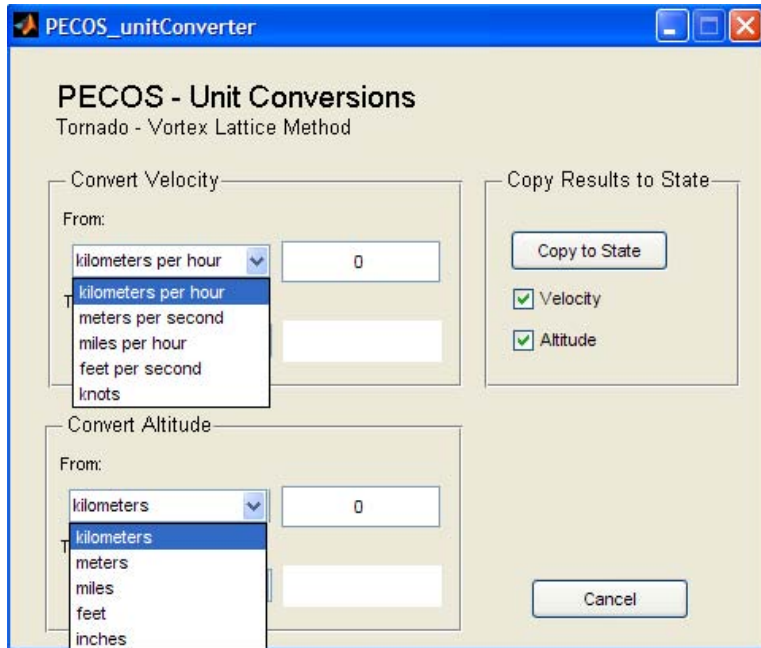 PECOS_unitConverter
PECOS - Unit Conversions
Tornado - Vortex Lattice Method
Convert Velocity
From:
kilometers per hour
0
kilometers per hour
T
meters per second
miles per hour
feet per second
knots
Copy Results to State
Copy to State
Velocity
Altitude
Convert Altitude
From:
kilometers
0
kilometers
T
meters
miles
feet
inches
Cancel